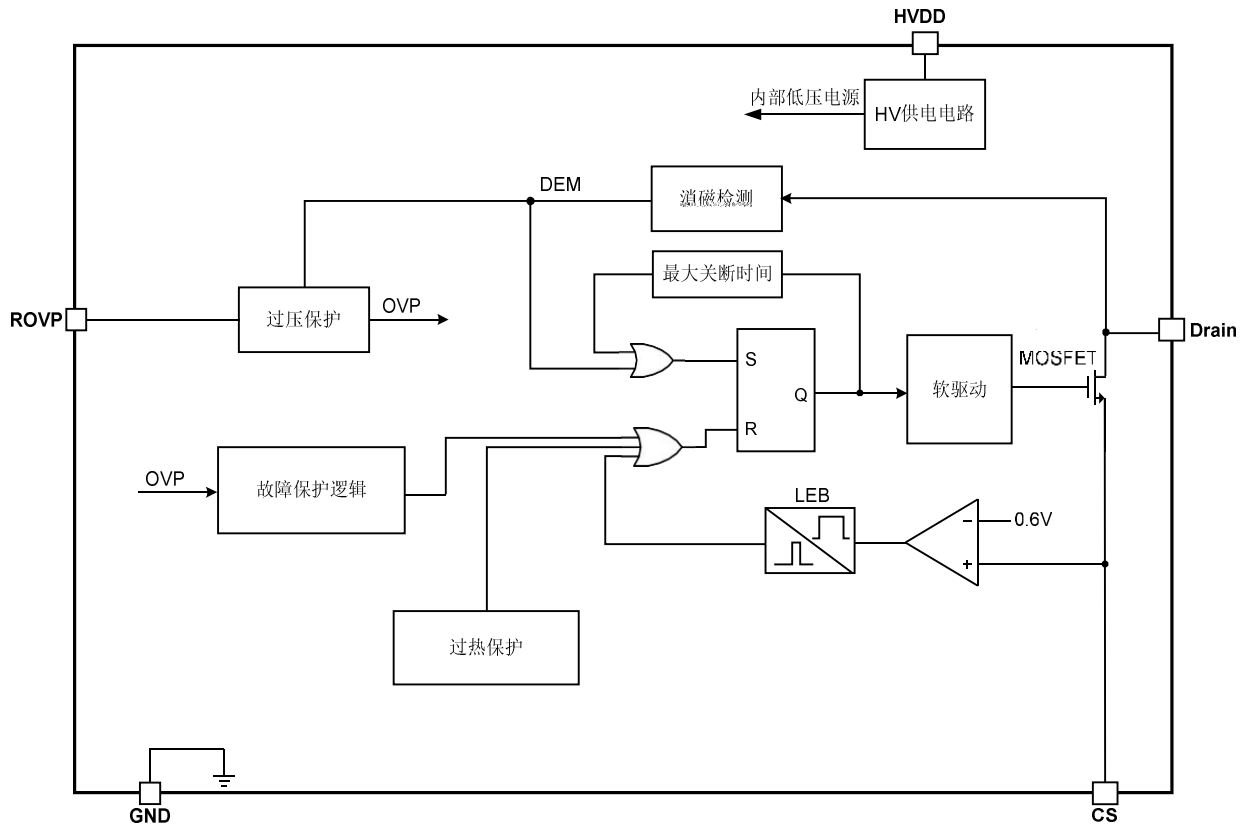 HVDD
内部低压电源
HV供电电路
DEM
消磁检测
最大关断时间
ROVP
过压保护
OVP
Drain
MOSFET
S
Q
R
软驱动
OVP
故障保护逻辑
LEB
－
0.6V
+
过热保护
GND
CS